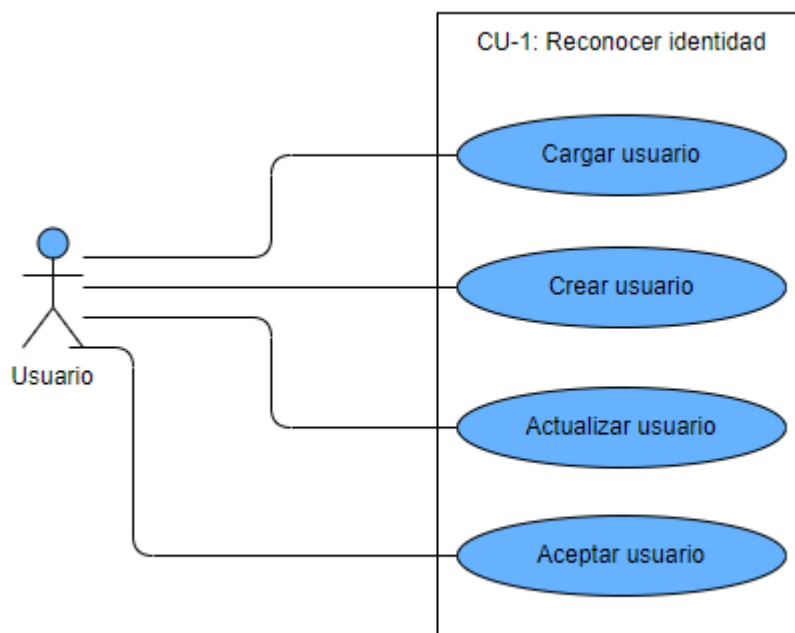 CU-1: Reconocer identidad
Cargar usuario
Crear usuario
Usuario
Actualizar usuario
Aceptar usuario